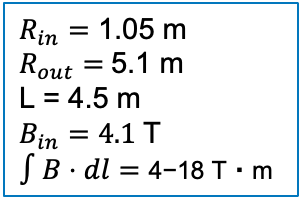 R_in = 1.05 m
R_out = 5.1 m
L = 4.5 m
B_in = 4.1 T
∫ B · dl = 4–18 T · m